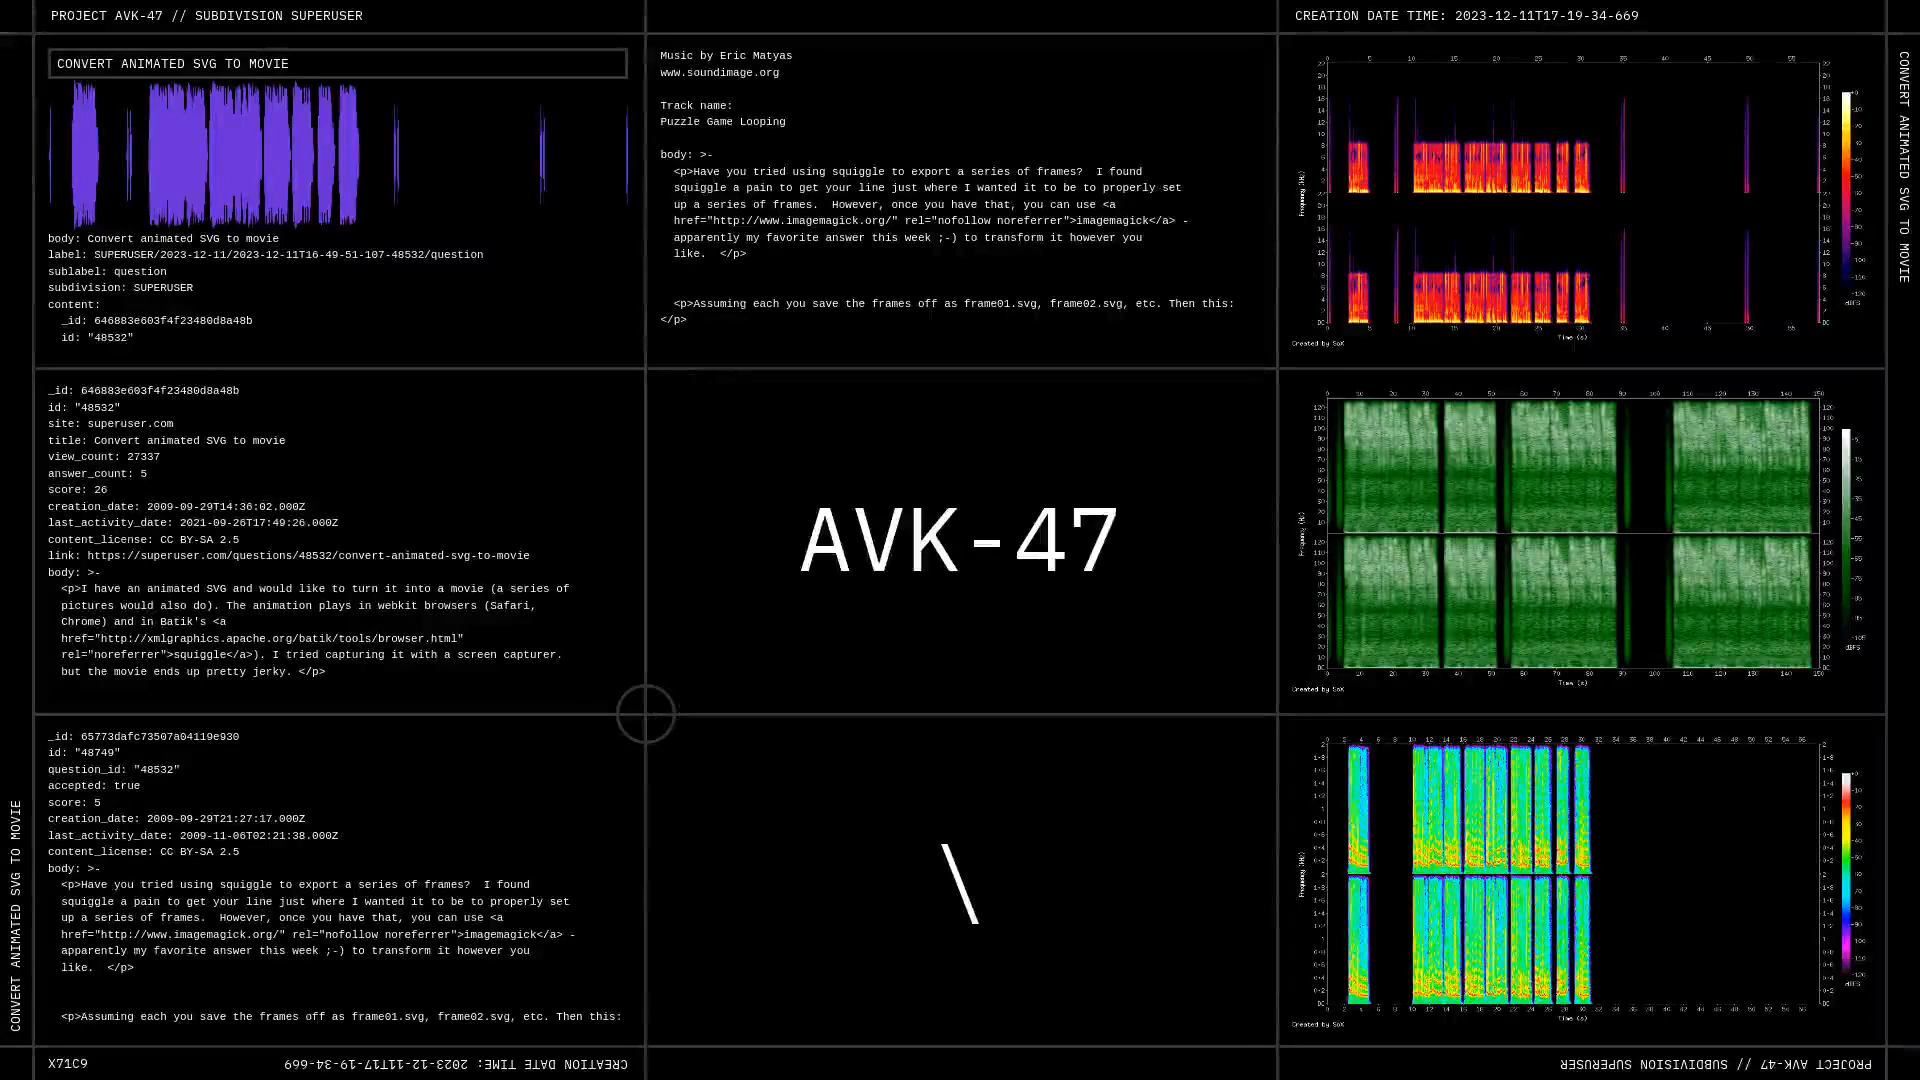 PROJECT AVK-47 // SUBDIVISION SUPERUSER
CREATION DATE TIME: 2023-12-11T17-19-34-669
CONVERT ANIMATED SVG TO MOVIE
body: Convert animated SVG to movie
label: SUPERUSER/2023-12-11/2023-12-11T16-49-51-107-48532/question
sublabel: question
subdivision: SUPERUSER
content:
_id: 646883e603f4f23480d8a48b
id: "48532"
Music by Eric Matyas
www.soundimage.org
Track name:
Puzzle Game Looping
body: >-
<p>Have you tried using squiggle to export a series of frames?  I found
squiggle a pain to get your line just where I wanted it to be to properly set
up a series of frames.  However, once you have that, you can use <a
href="http://www.imagemagick.org/" rel="nofollow noreferrer">imagemagick</a> -
apparently my favorite answer this week ;-) to transform it however you
like.  </p>
<p>Assuming each you save the frames off as frame01.svg, frame02.svg, etc. Then this:
</p>
Frequency (kHz)
Time (s)
dBFS
Created by SoX
CONVERT ANIMATED SVG TO MOVIE
_id: 646883e603f4f23480d8a48b
id: "48532"
site: superuser.com
title: Convert animated SVG to movie
view_count: 27337
answer_count: 5
score: 26
creation_date: 2009-09-29T14:36:02.000Z
last_activity_date: 2021-09-26T17:49:26.000Z
content_license: CC BY-SA 2.5
link: https://superuser.com/questions/48532/convert-animated-svg-to-movie
body: >-
<p>I have an animated SVG and would like to turn it into a movie (a series of
pictures would also do). The animation plays in webkit browsers (Safari,
Chrome) and in Batik's <a
href="http://xmlgraphics.apache.org/batik/tools/browser.html"
rel="noreferrer">squiggle</a>). I tried capturing it with a screen capturer.
but the movie ends up pretty jerky. </p>
AVK-47
Time (s)
dBFS
Created by SoX
_id: 65773dafc73507a04119e930
id: "48749"
question_id: "48532"
accepted: true
score: 5
creation_date: 2009-09-29T21:27:17.000Z
last_activity_date: 2009-11-06T02:21:38.000Z
content_license: CC BY-SA 2.5
body: >-
<p>Have you tried using squiggle to export a series of frames?  I found
squiggle a pain to get your line just where I wanted it to be to properly set
up a series of frames.  However, once you have that, you can use <a
href="http://www.imagemagick.org/" rel="nofollow noreferrer">imagemagick</a> -
apparently my favorite answer this week ;-) to transform it however you
like.  </p>
<p>Assuming each you save the frames off as frame01.svg, frame02.svg, etc. Then this:
\
Frequency (kHz)
Time (s)
dBFS
Created by SoX
CONVERT ANIMATED SVG TO MOVIE
X71C9
CREATION DATE TIME: 2023-12-11T17-19-34-669
PROJECT AVK-47 // SUBDIVISION SUPERUSER